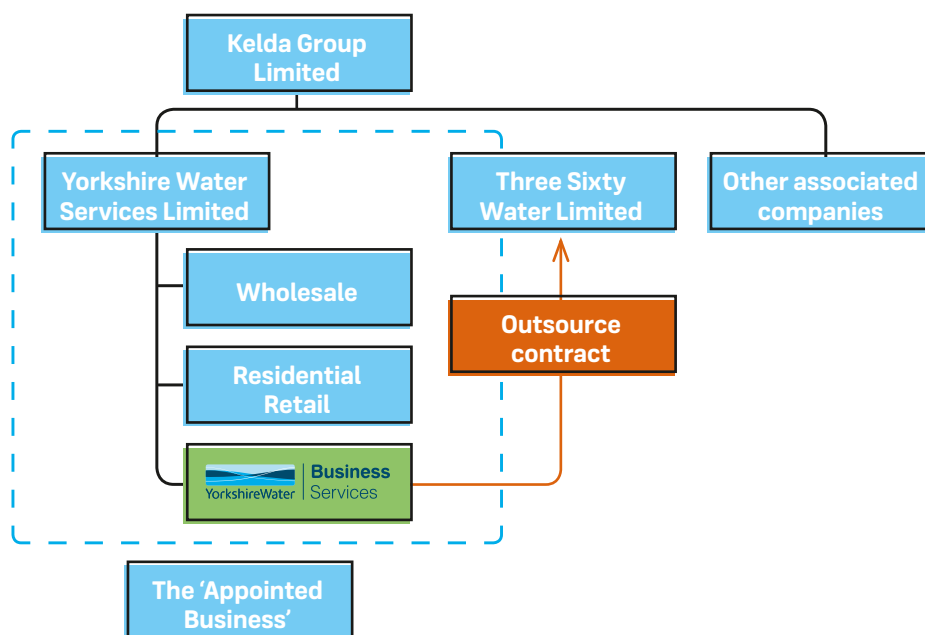 Kelda Group
Limited
Yorkshire Water
Services Limited
Three Sixty
Water Limited
Other associated
companies
Wholesale
Outsource
contract
Residential
Retail
YorkshireWater
Business
Services
The ‘Appointed
Business’